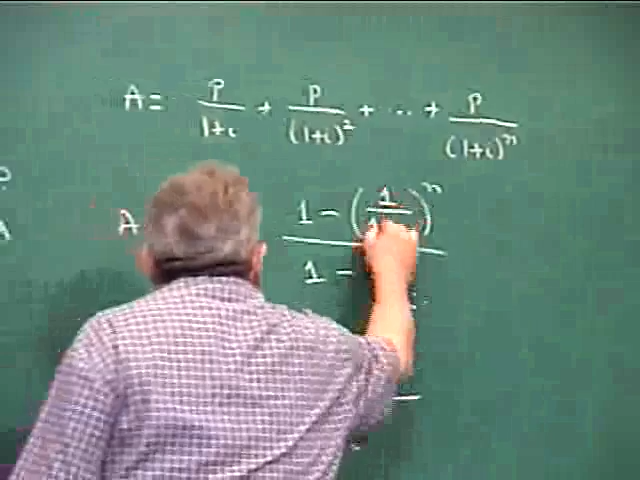 A = P/(1+i) + P/(1+i)^2 + ... + P/(1+i)^n
A 1 - (1/1)^n
1 -